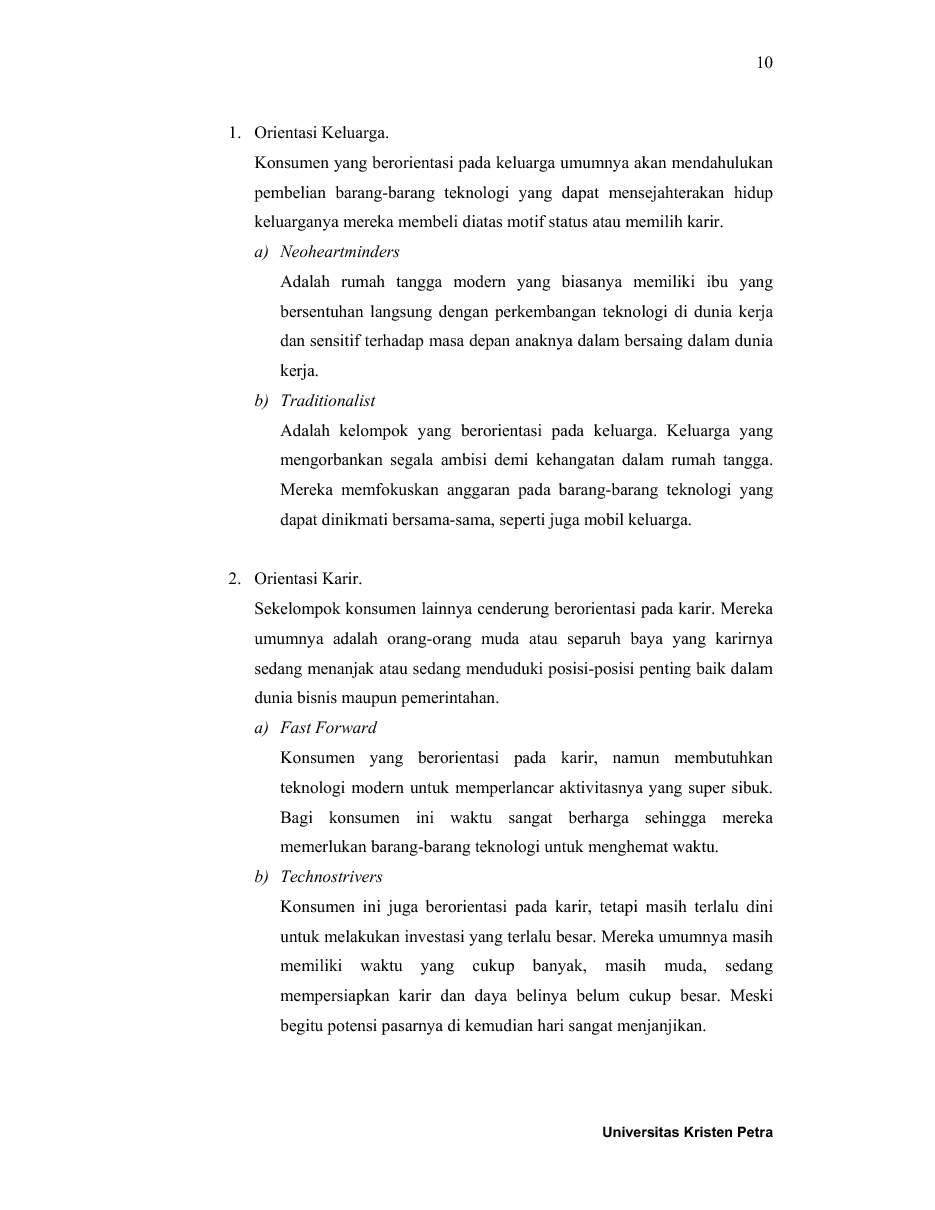 10
1. Orientasi Keluarga.
Konsumen yang berorientasi pada keluarga umumnya akan mendahulukan
pembelian barang-barang teknologi yang dapat mensejahterakan hidup
keluarganya mereka membeli diatas motif status atau memilih karir.
a) Neoheartminders
Adalah rumah tangga modern yang biasanya memiliki ibu yang
bersentuhan langsung dengan perkembangan teknologi di dunia kerja
dan sensitif terhadap masa depan anaknya dalam bersaing dalam dunia
kerja.
b) Traditionalist
Adalah kelompok yang berorientasi pada keluarga. Keluarga yang
mengorbankan segala ambisi demi kehangatan dalam rumah tangga.
Mereka memfokuskan anggaran pada barang-barang teknologi yang
dapat dinikmati bersama-sama, seperti juga mobil keluarga.
2. Orientasi Karir.
Sekelompok konsumen lainnya cenderung berorientasi pada karir. Mereka
umumnya adalah orang-orang muda atau separuh baya yang karirnya
sedang menanjak atau sedang menduduki posisi-posisi penting baik dalam
dunia bisnis maupun pemerintahan.
a) Fast Forward
Konsumen yang berorientasi pada karir, namun membutuhkan
teknologi modern untuk memperlancar aktivitasnya yang super sibuk.
Bagi konsumen ini waktu sangat berharga sehingga mereka
memerlukan barang-barang teknologi untuk menghemat waktu.
b) Technostrivers
Konsumen ini juga berorientasi pada karir, tetapi masih terlalu dini
untuk melakukan investasi yang terlalu besar. Mereka umumnya masih
memiliki waktu yang cukup banyak, masih muda, sedang
mempersiapkan karir dan daya belinya belum cukup besar. Meski
begitu potensi pasarnya di kemudian hari sangat menjanjikan.
Universitas Kristen Petra